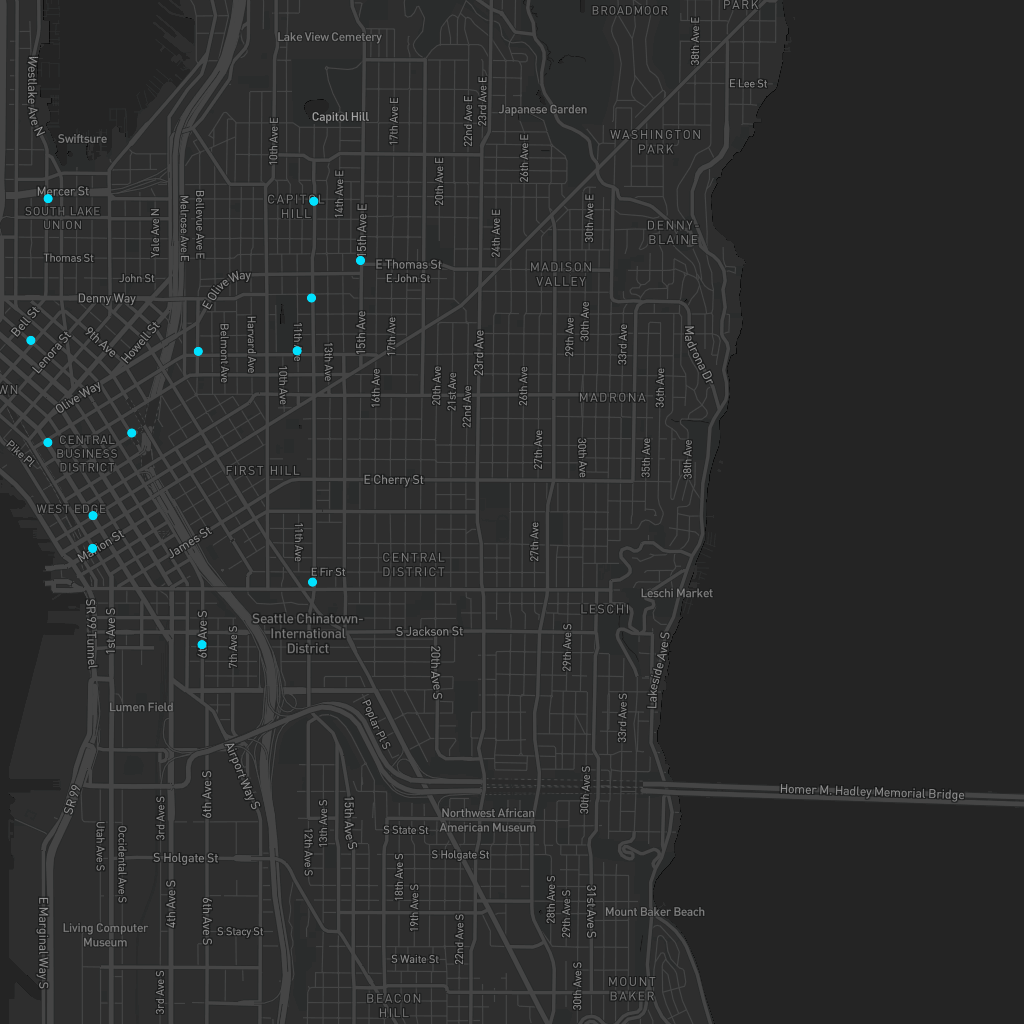 BROADMOOR
PARK
Lake View Cemetery
38th Ave E
Westlake Ave N
E Lee St
Capitol Hill
17th Ave E
22nd Ave E
23rd Ave E
Japanese Garden
Swiftsure
10th Ave E
26th Ave E
WASHINGTON
PARK
Mercer St
SOUTH LAKE
UNION
Yale Ave N
Melrose Ave E
Bellevue Ave E
CAPITOL
HILL
14th Ave E
15th Ave E
20th Ave E
24th Ave E
30th Ave E
DENNY
BLAINE
Thomas St
John St
E Thomas St
E John St
MADISON
VALLEY
Denny Way
E Olive Way
Bell St
Lenora St
9th Ave
Howell St
Belmont Ave
Harvard Ave
11th Ave
10th Ave
13th Ave
15th Ave
17th Ave
16th Ave
23rd Ave
20th Ave
21st Ave
22nd Ave
26th Ave
29th Ave
30th Ave
33rd Ave
36th Ave
Madrona Dr
MADRONA
WN
Olive Way
Pike Pl
CENTRAL
BUSINESS
DISTRICT
FIRST HILL
E Cherry St
27th Ave
30th Ave
35th Ave
38th Ave
WEST EDGE
Marion St
James St
11th Ave
27th Ave
E Fir St
CENTRAL
DISTRICT
Leschi Market
LESCHI
SR 99 Tunnel
1st Ave S
7th Ave S
Seattle Chinatown-
International
District
S Jackson St
20th Ave S
29th Ave S
Lakeside Ave S
33rd Ave S
Lumen Field
Poplar Pl S
Airport Way S
SR 99
6th Ave S
3rd Ave S
Utah Ave S
Occidental Ave S
12th Ave S
13th Ave S
15th Ave S
30th Ave S
Homer M. Hadley Memorial Bridge
Northwest African
American Museum
S State St
S Holgate St
S Holgate St
18th Ave S
19th Ave S
22nd Ave S
28th Ave S
29th Ave S
31st Ave S
Mount Baker Beach
E Marginal Way S
4th Ave S
6th Ave S
Living Computer
Museum
S Stacy St
S Waite St
3rd Ave S
30th Ave S
BEACON
HILL
MOUNT
BAKER